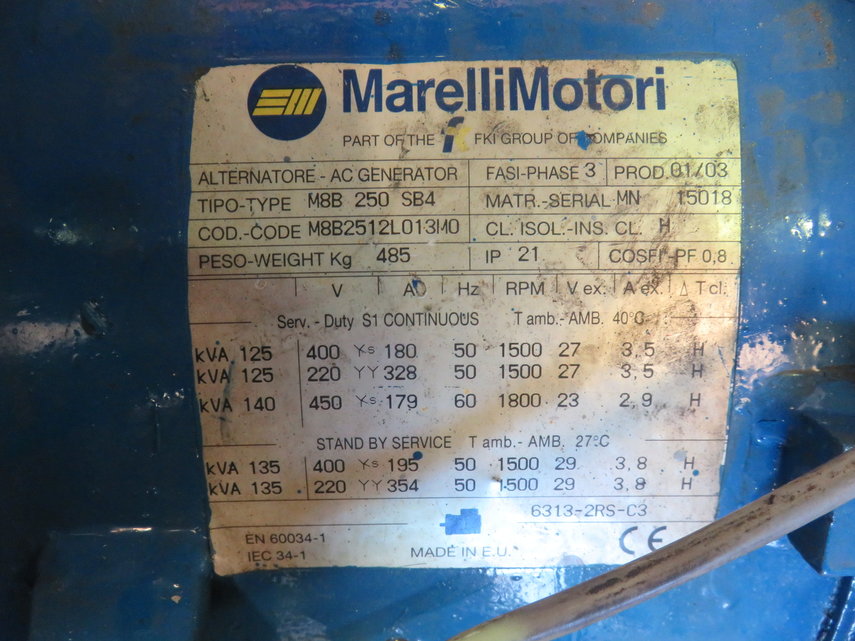 MarelliMotori
PART OF THE FKI GROUP OF COMPANIES
ALTERNATORE - AC GENERATOR FASI-PHASE 3 PROD. 01/03
TIPO-TYPE M8B 250 SB4 MATR.-SERIAL MN 15018
COD.-CODE M8B2512L013M0 CL. ISOL.-INS. CL. H
PESO-WEIGHT Kg 485 IP 21 COSFI-PF 0,8
V A Hz RPM V ex. A ex. Δ T cl.
Serv. - Duty S1 CONTINUOUS T amb.- AMB. 40°C
kVA 125 400 Ys 180 50 1500 27 3,5 H
kVA 125 220 YY 328 50 1500 27 3,5 H
kVA 140 450 Ys 179 60 1800 23 2,9 H
STAND BY SERVICE T amb.- AMB. 27°C
kVA 135 400 Ys 195 50 1500 29 3,8 H
kVA 135 220 YY 354 50 1500 29 3,8 H
6313-2RS-C3
EN 60034-1
IEC 34-1
MADE IN E.U.
CE